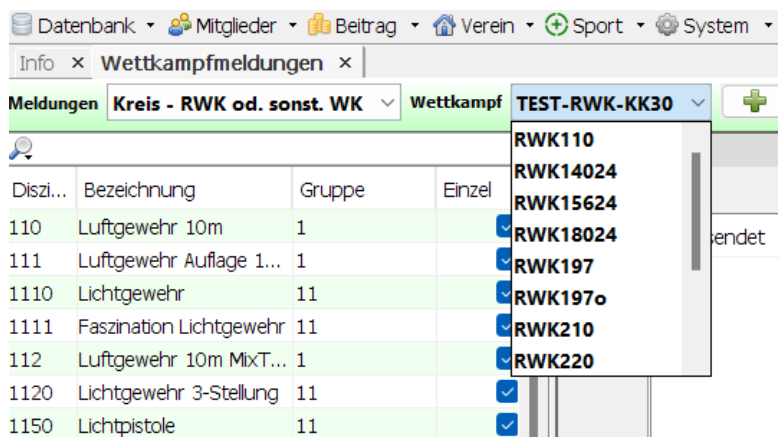 Datenbank Mitglieder Beitrag Verein Sport System
Info × Wettkampfmeldungen ×
Meldungen Kreis - RWK od. sonst. WK Wettkampf TEST-RWK-KK30
RWK110
RWK14024
RWK15624
RWK18024
RWK197
RWK197o
RWK210
RWK220
Diszi... Bezeichnung Gruppe Einzel
110 Luftgewehr 10m 1
111 Luftgewehr Auflage 1... 1
1110 Lichtgewehr 11
1111 Faszination Lichtgewehr 11
112 Luftgewehr 10m MixT... 1
1120 Lichtgewehr 3-Stellung 11
1150 Lichtpistole 11